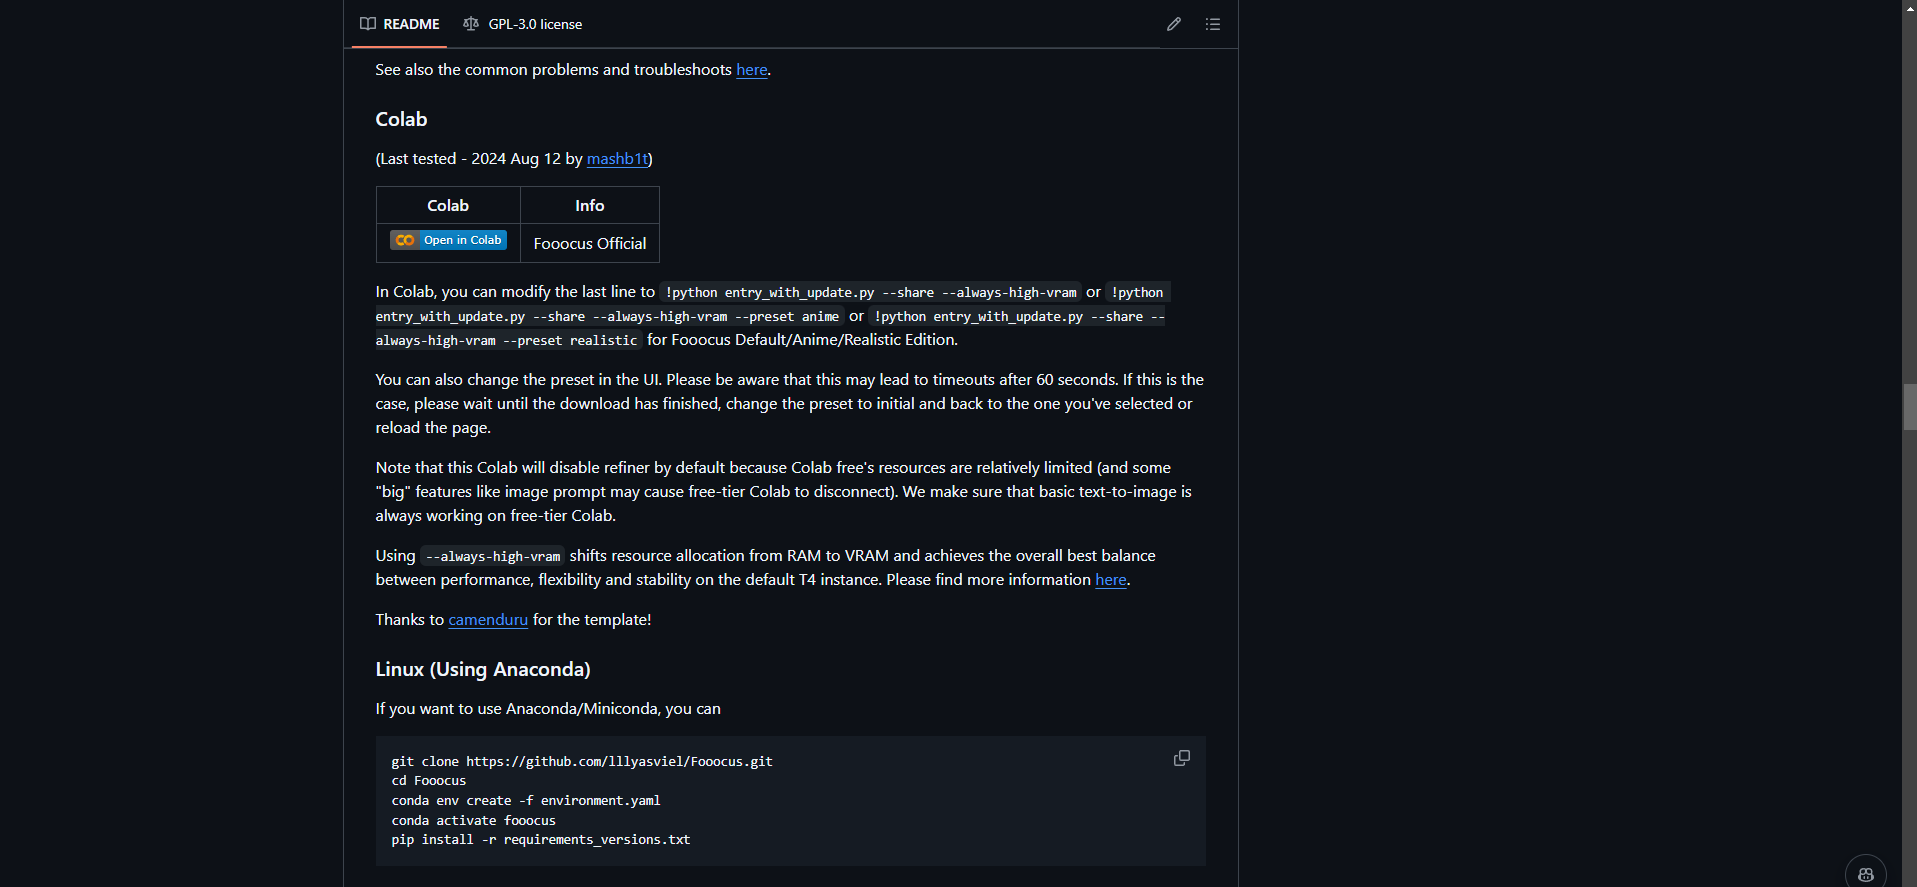 README
GPL-3.0 license
See also the common problems and troubleshoots here.
Colab
(Last tested - 2024 Aug 12 by mashb1t)
Colab Info
Open in Colab Fooocus Official
In Colab, you can modify the last line to !python entry_with_update.py --share --always-high-vram or !python
entry_with_update.py --share --always-high-vram --preset anime or !python entry_with_update.py --share --
always-high-vram --preset realistic for Fooocus Default/Anime/Realistic Edition.
You can also change the preset in the UI. Please be aware that this may lead to timeouts after 60 seconds. If this is the
case, please wait until the download has finished, change the preset to initial and back to the one you've selected or
reload the page.
Note that this Colab will disable refiner by default because Colab free's resources are relatively limited (and some
"big" features like image prompt may cause free-tier Colab to disconnect). We make sure that basic text-to-image is
always working on free-tier Colab.
Using --always-high-vram shifts resource allocation from RAM to VRAM and achieves the overall best balance
between performance, flexibility and stability on the default T4 instance. Please find more information here.
Thanks to camenduru for the template!
Linux (Using Anaconda)
If you want to use Anaconda/Miniconda, you can
git clone https://github.com/lllyasviel/Fooocus.git
cd Fooocus
conda env create -f environment.yaml
conda activate fooocus
pip install -r requirements_versions.txt